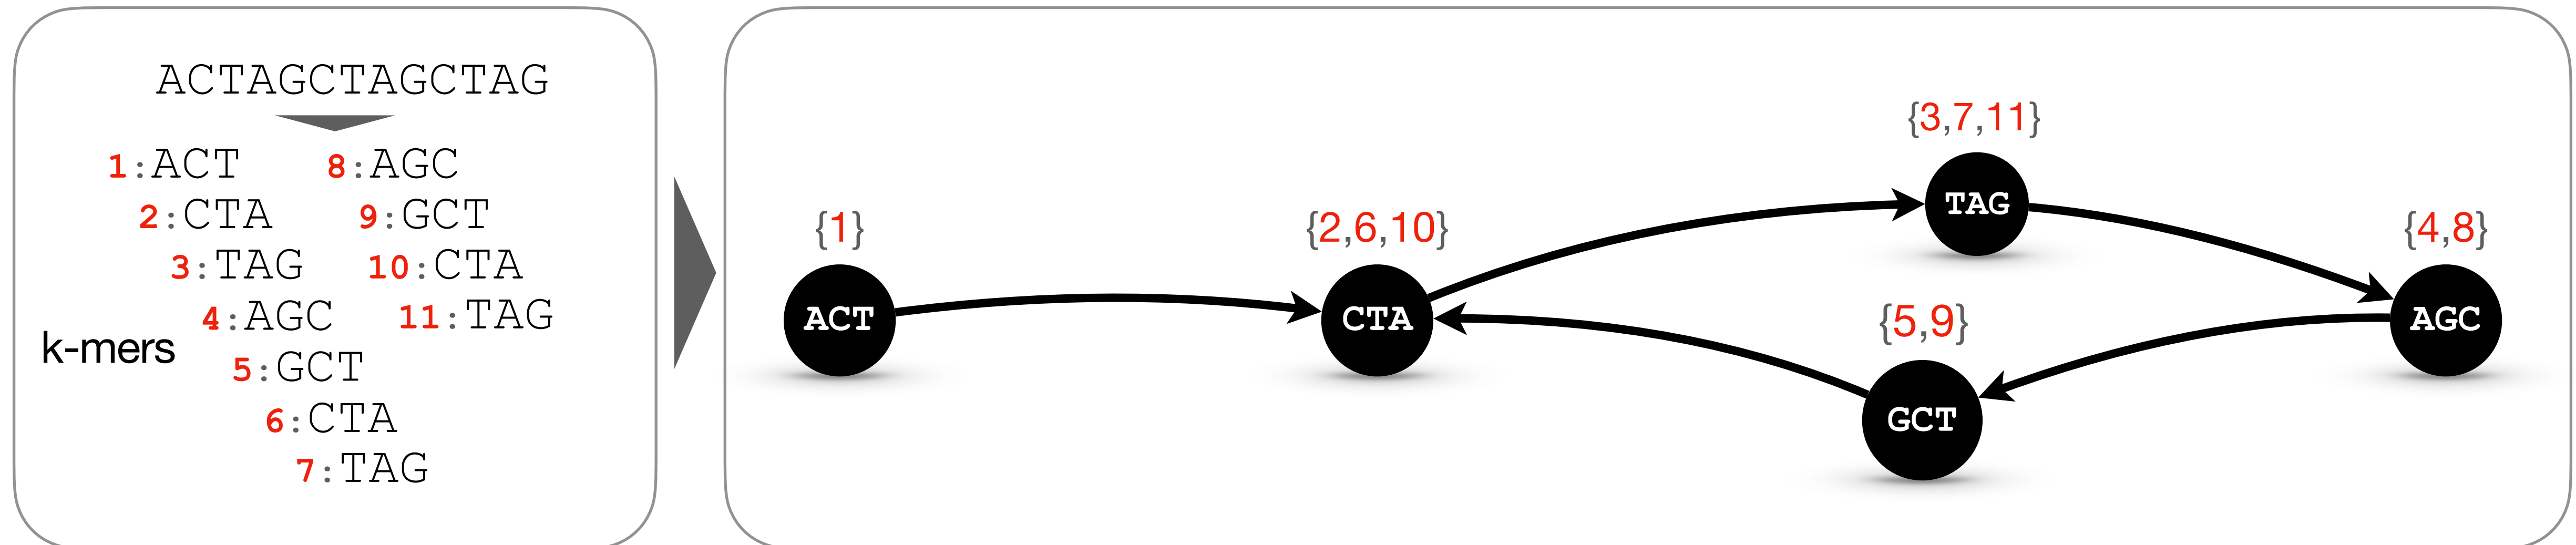 ACTAGCTAGCTAG
1:ACT
2:CTA
3:TAG
4:AGC
5:GCT
6:CTA
7:TAG
8:AGC
9:GCT
10:CTA
11:TAG
k-mers
{1}
ACT
{2,6,10}
CTA
{3,7,11}
TAG
{5,9}
GCT
{4,8}
AGC